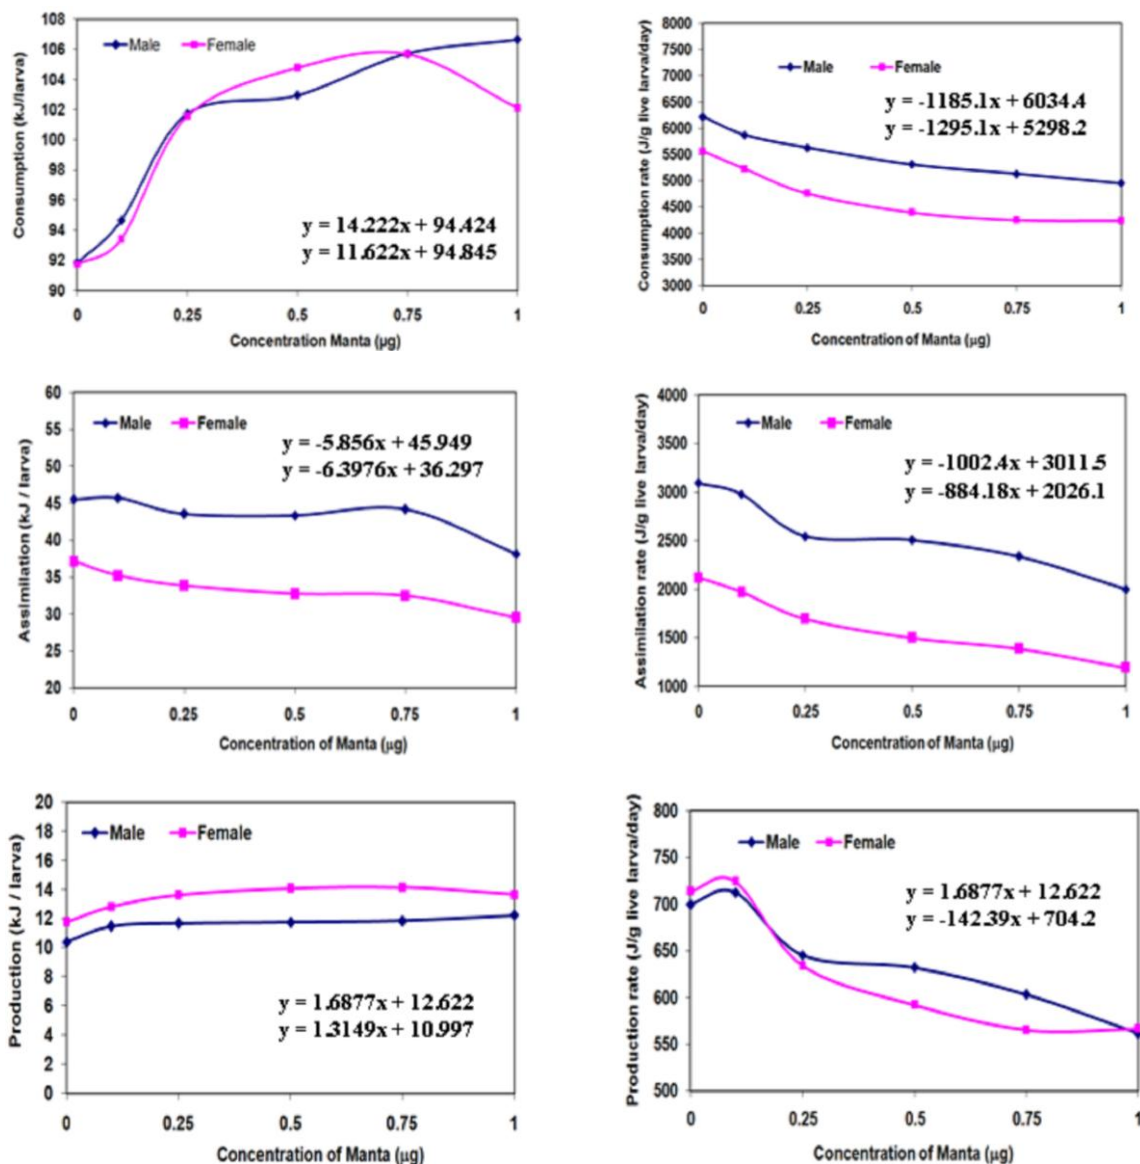 Consumption (kJ/larva)
108
106
104
102
100
98
96
94
92
90
Male Female
y = 14.222x + 94.424
y = 11.622x + 94.845
0 0.25 0.5 0.75 1
Concentration Manta (µg)
Consumption rate (J/g live larva/day)
8000
7500
7000
6500
6000
5500
5000
4500
4000
3500
3000
Male Female
y = -1185.1x + 6034.4
y = -1295.1x + 5298.2
0 0.25 0.5 0.75 1
Concentration of Manta (µg)
Assimilation (kJ / larva)
60
55
50
45
40
35
30
25
20
Male Female
y = -5.856x + 45.949
y = -6.3976x + 36.297
0 0.25 0.5 0.75 1
Concentration of Manta (µg)
Assimilation rate (J/g live larva/day)
4000
3500
3000
2500
2000
1500
1000
Male Female
y = -1002.4x + 3011.5
y = -884.18x + 2026.1
0 0.25 0.5 0.75 1
Concentration of Manta (µg)
Production (kJ / larva)
20
18
16
14
12
10
8
6
4
2
0
Male Female
y = 1.6877x + 12.622
y = 1.3149x + 10.997
0 0.25 0.5 0.75 1
Concentration of Manta (µg)
Production rate (J/g live larva/day)
800
750
700
650
600
550
500
Male Female
y = 1.6877x + 12.622
y = -142.39x + 704.2
0 0.25 0.5 0.75 1
Concentration of Manta (µg)